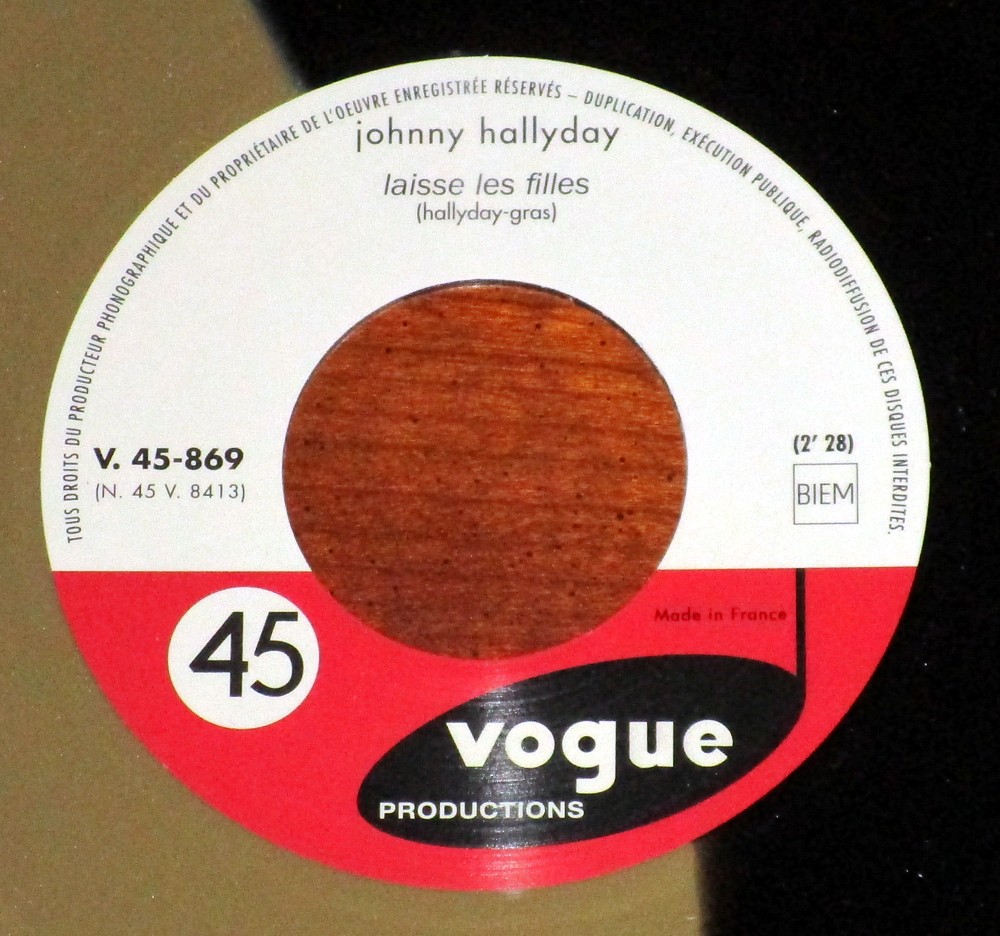 TOUS DROITS DU PRODUCTEUR PHONOGRAPHIQUE ET DU PROPRIÉTAIRE DE L'OEUVRE ENREGISTRÉE RÉSERVÉS – DUPLICATION, EXÉCUTION PUBLIQUE, RADIODIFFUSION DE CES DISQUES INTERDITES.
johnny hallyday
laisse les filles
(hallyday-gras)
V. 45-869
(N. 45 V. 8413)
(2' 28)
BIEM
45
Made in France
vogue
PRODUCTIONS